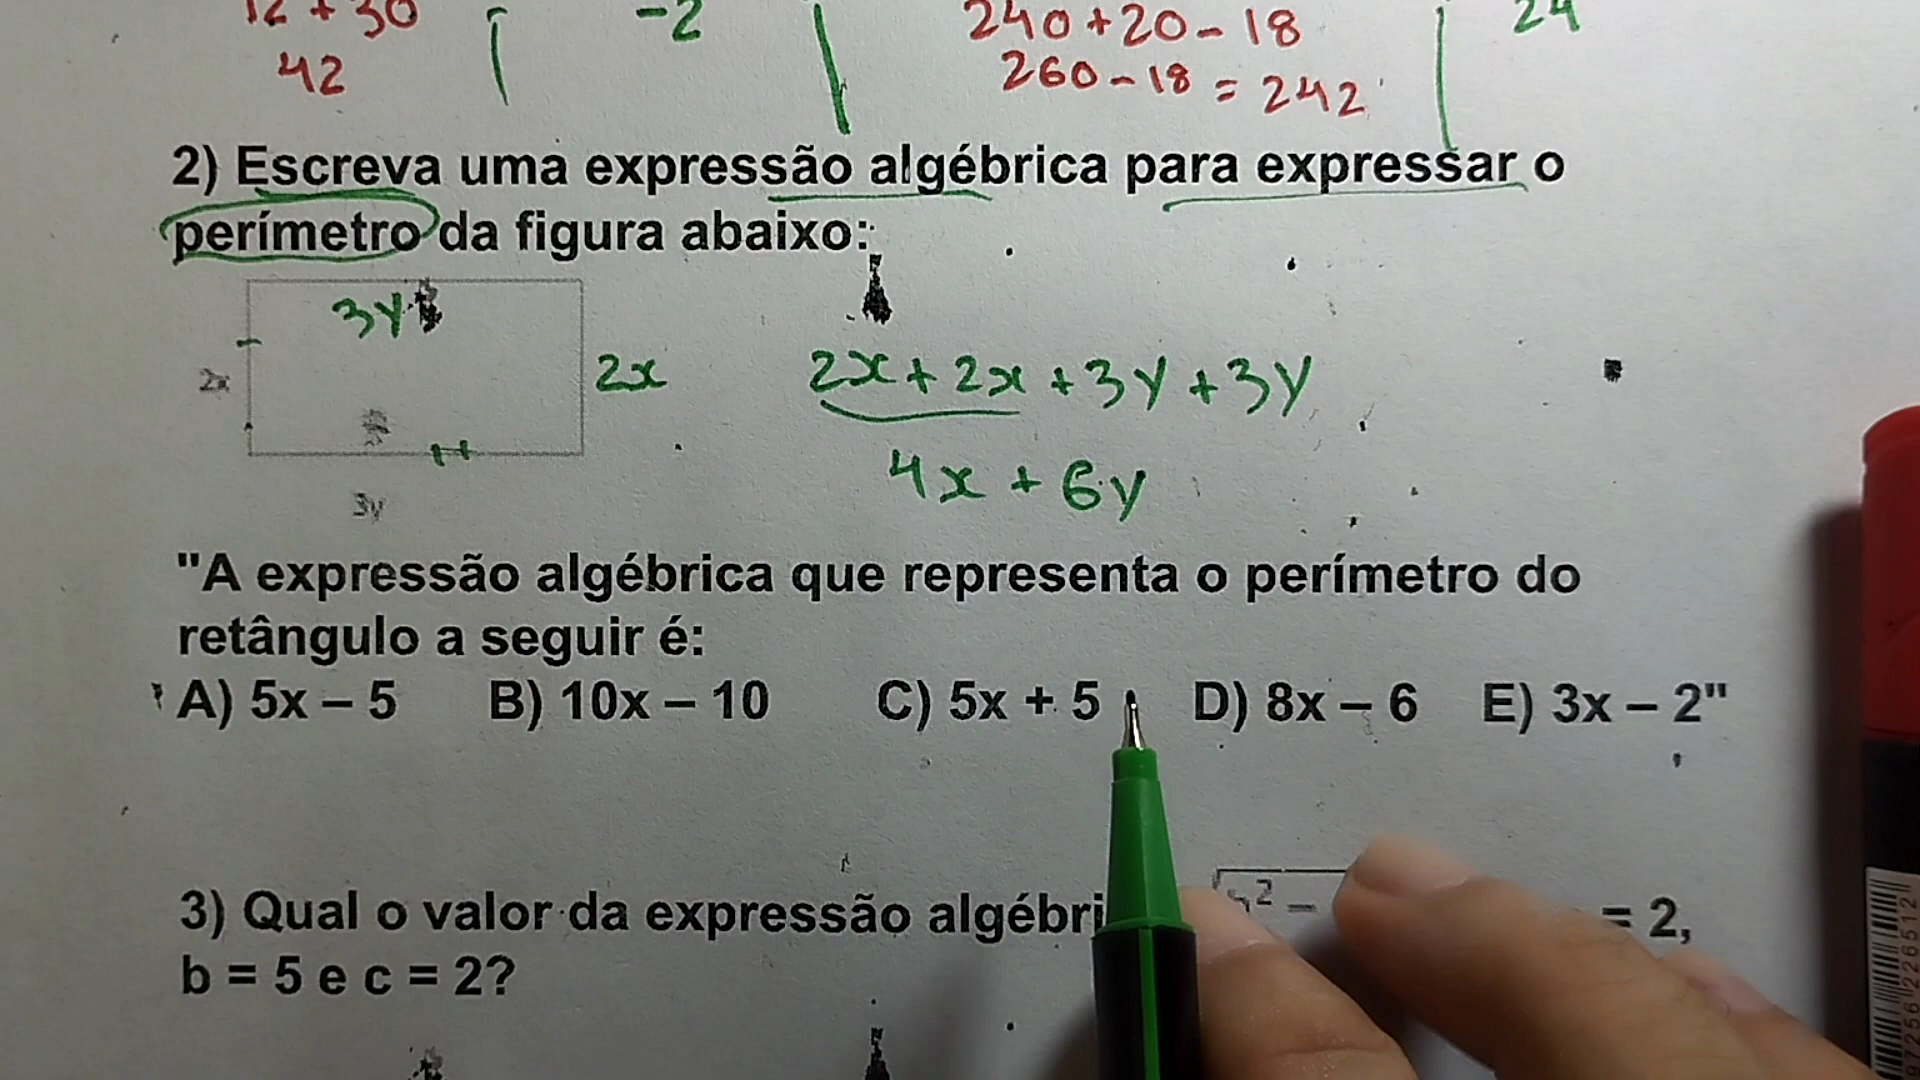 12 + 30
-2
240+20-18
24
42
260-18 = 242
2) Escreva uma expressão algébrica para expressar o
perímetro da figura abaixo:
3y
2x
2x
2x + 2x + 3y + 3y
3y
4x + 6y
"A expressão algébrica que representa o perímetro do
retângulo a seguir é:
A) 5x – 5 B) 10x – 10 C) 5x + 5 D) 8x – 6 E) 3x – 2"
3) Qual o valor da expressão algébri = 2,
b = 5 e c = 2?